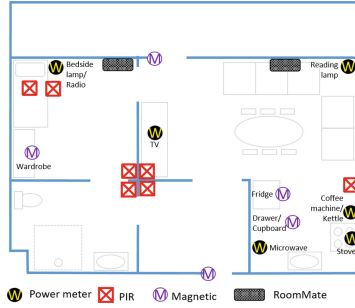 W Bedside
lamp/
Radio
M
Reading
lamp W
M
Wardrobe
W
TV
Fridge M
Drawer/
Cupboard M
W Microwave
Coffee
machine/
Kettle W
W
Stove
M
W Power meter PIR M Magnetic RoomMate